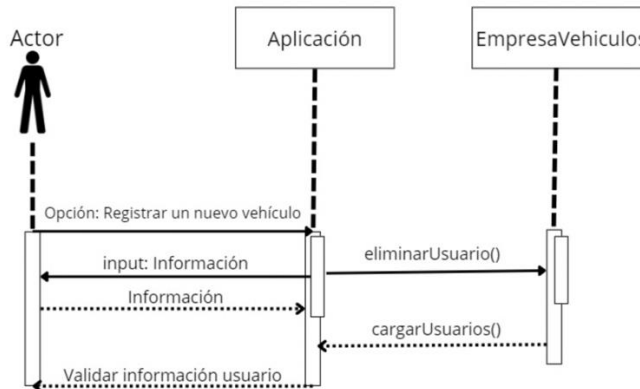 Actor
Aplicación
EmpresaVehiculos
Opción: Registrar un nuevo vehículo
input: Información
eliminarUsuario()
Información
cargarUsuarios()
Validar información usuario